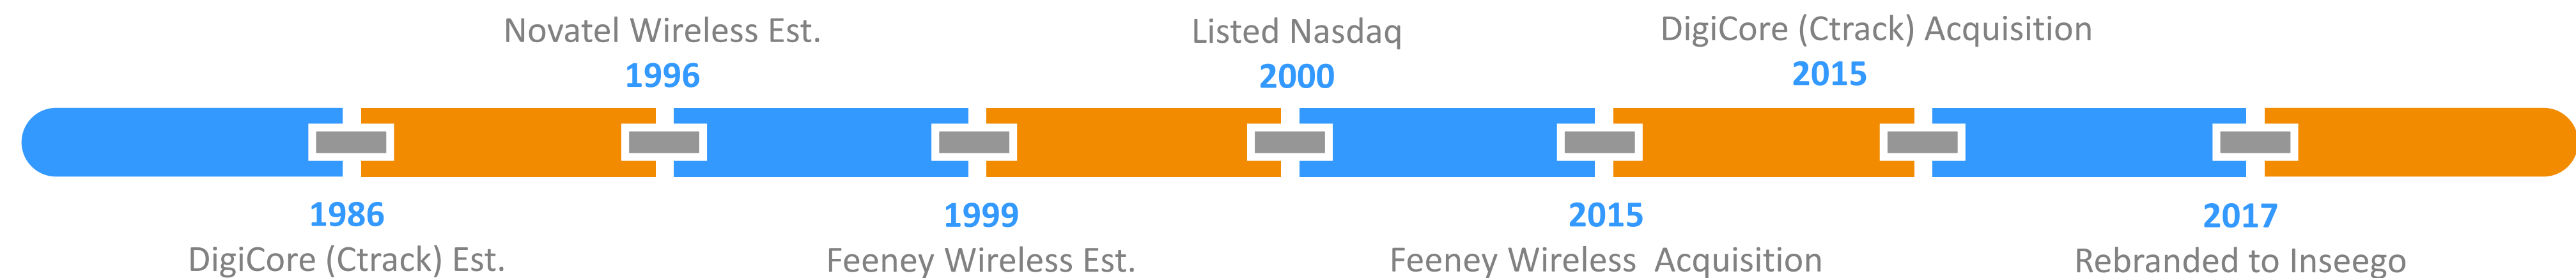 Novatel Wireless Est.
1996
Listed Nasdaq
2000
DigiCore (Ctrack) Acquisition
2015
1986
DigiCore (Ctrack) Est.
1999
Feeney Wireless Est.
2015
Feeney Wireless  Acquisition
2017
Rebranded to Inseego